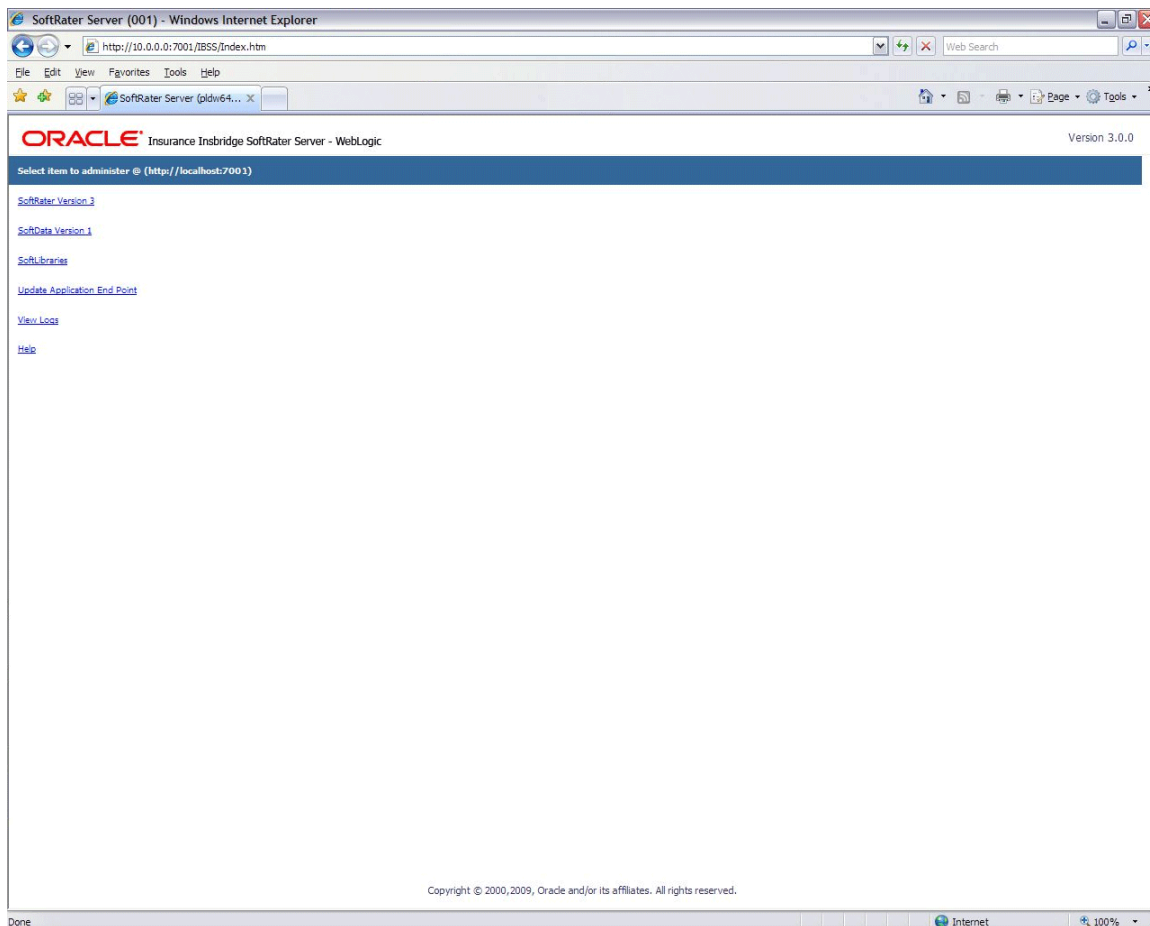 SoftRater Server (001) - Windows Internet Explorer
http://10.0.0.0:7001/IBSS/Index.htm
Web Search
File Edit View Favorites Tools Help
SoftRater Server (pldw64...
Page Tools
ORACLE Insurance Insbridge SoftRater Server - WebLogic
Version 3.0.0
Select item to administer @ (http://localhost:7001)
SoftRater Version 3
SoftData Version 1
SoftLibraries
Update Application End Point
View Logs
Help
Copyright © 2000,2009, Oracle and/or its affiliates. All rights reserved.
Done
Internet
100%